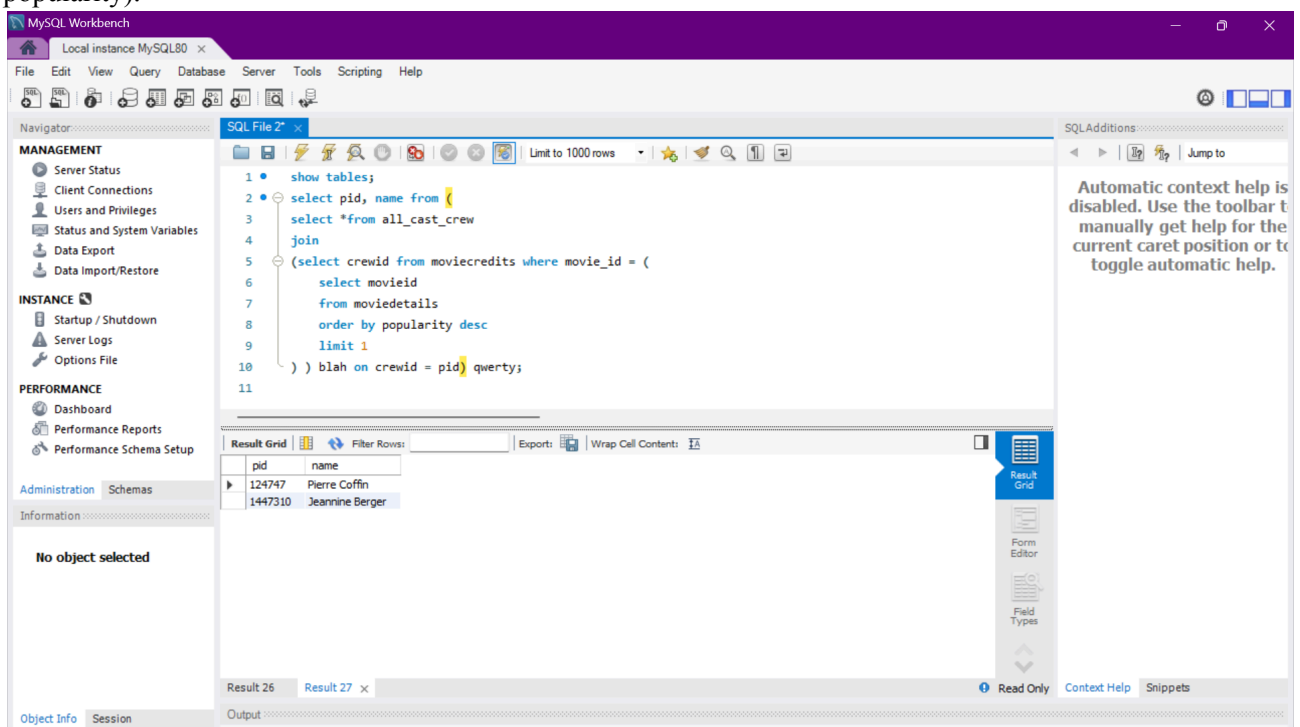 popularity).
MySQL Workbench
Local instance MySQL80
File Edit View Query Database Server Tools Scripting Help
Navigator
MANAGEMENT
Server Status
Client Connections
Users and Privileges
Status and System Variables
Data Export
Data Import/Restore
INSTANCE
Startup / Shutdown
Server Logs
Options File
PERFORMANCE
Dashboard
Performance Reports
Performance Schema Setup
Administration Schemas
Information
No object selected
Object Info Session
SQL File 2*
Limit to 1000 rows
1 show tables;
2 select pid, name from (
3 select *from all_cast_crew
4 join
5 (select crewid from moviecredits where movie_id = (
6 select movieid
7 from moviedetails
8 order by popularity desc
9 limit 1
10 ) ) blah on crewid = pid) qwerty;
11
Result Grid Filter Rows: Export: Wrap Cell Content:
pid name
124747 Pierre Coffin
1447310 Jeannine Berger
Result
Grid
Form
Editor
Field
Types
Result 26 Result 27 Read Only
Output
SQLAdditions
Jump to
Automatic context help is
disabled. Use the toolbar t
manually get help for the
current caret position or to
toggle automatic help.
Context Help Snippets